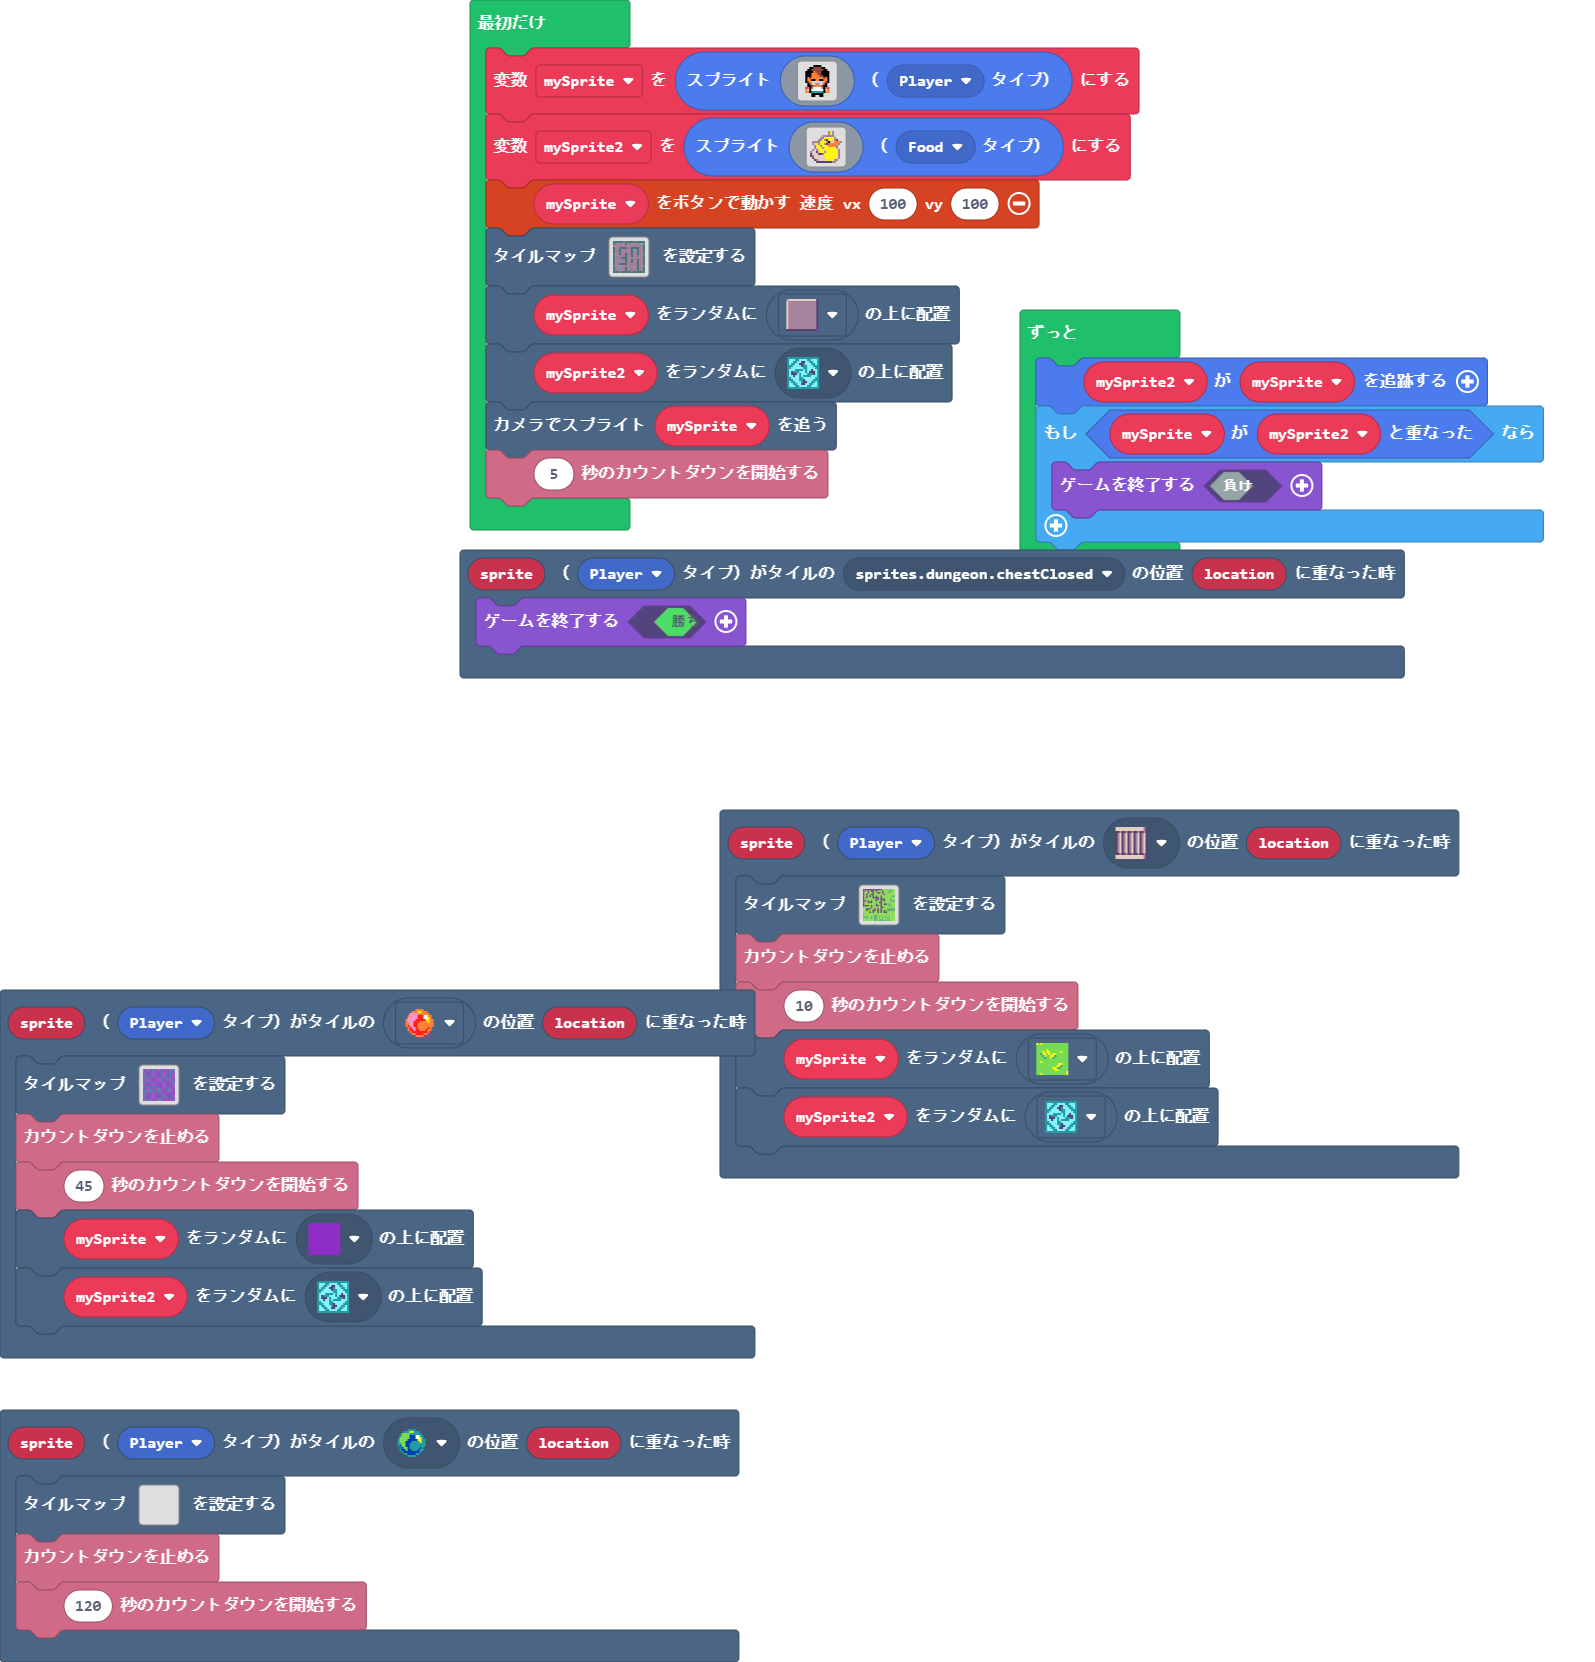 最初だけ
変数 mySprite を スプライト ( Player タイプ) にする
変数 mySprite2 を スプライト ( Food タイプ) にする
mySprite をボタンで動かす 速度 vx 100 vy 100
タイルマップ を設定する
mySprite をランダムに の上に配置
mySprite2 をランダムに の上に配置
カメラでスプライト mySprite を追う
5 秒のカウントダウンを開始する
ずっと
mySprite2 が mySprite を追跡する
もし mySprite が mySprite2 と重なった なら
ゲームを終了する 負け
sprite ( Player タイプ) がタイルの sprites.dungeon.chestClosed の位置 location に重なった時
ゲームを終了する 勝ち
sprite ( Player タイプ) がタイルの の位置 location に重なった時
タイルマップ を設定する
カウントダウンを止める
10 秒のカウントダウンを開始する
mySprite をランダムに の上に配置
mySprite2 をランダムに の上に配置
sprite ( Player タイプ) がタイルの の位置 location に重なった時
タイルマップ を設定する
カウントダウンを止める
45 秒のカウントダウンを開始する
mySprite をランダムに の上に配置
mySprite2 をランダムに の上に配置
sprite ( Player タイプ) がタイルの の位置 location に重なった時
タイルマップ を設定する
カウントダウンを止める
120 秒のカウントダウンを開始する